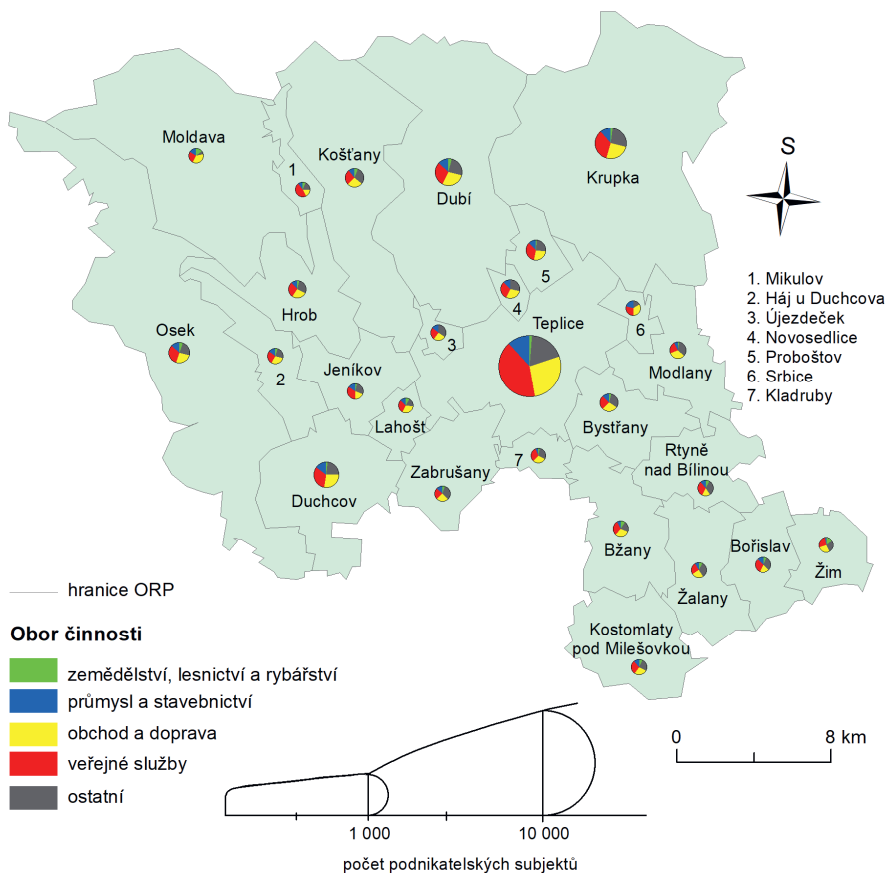 Moldava
1
Košťany
Dubí
Krupka
S
5
4
Hrob
Teplice
6
3
Osek
2
Jeníkov
Modlany
Lahošť
Bystřany
1. Mikulov
2. Háj u Duchcova
3. Újezdeček
4. Novosedlice
5. Proboštov
6. Srbice
7. Kladruby
Duchcov
Zabrušany
7
Rtyně
nad Bílinou
Bžany
Bořislav
Žim
Žalany
Kostomlaty
pod Milešovkou
hranice ORP
Obor činnosti
zemědělství, lesnictví a rybářství
průmysl a stavebnictví
obchod a doprava
veřejné služby
ostatní
1 000
10 000
počet podnikatelských subjektů
0
8 km